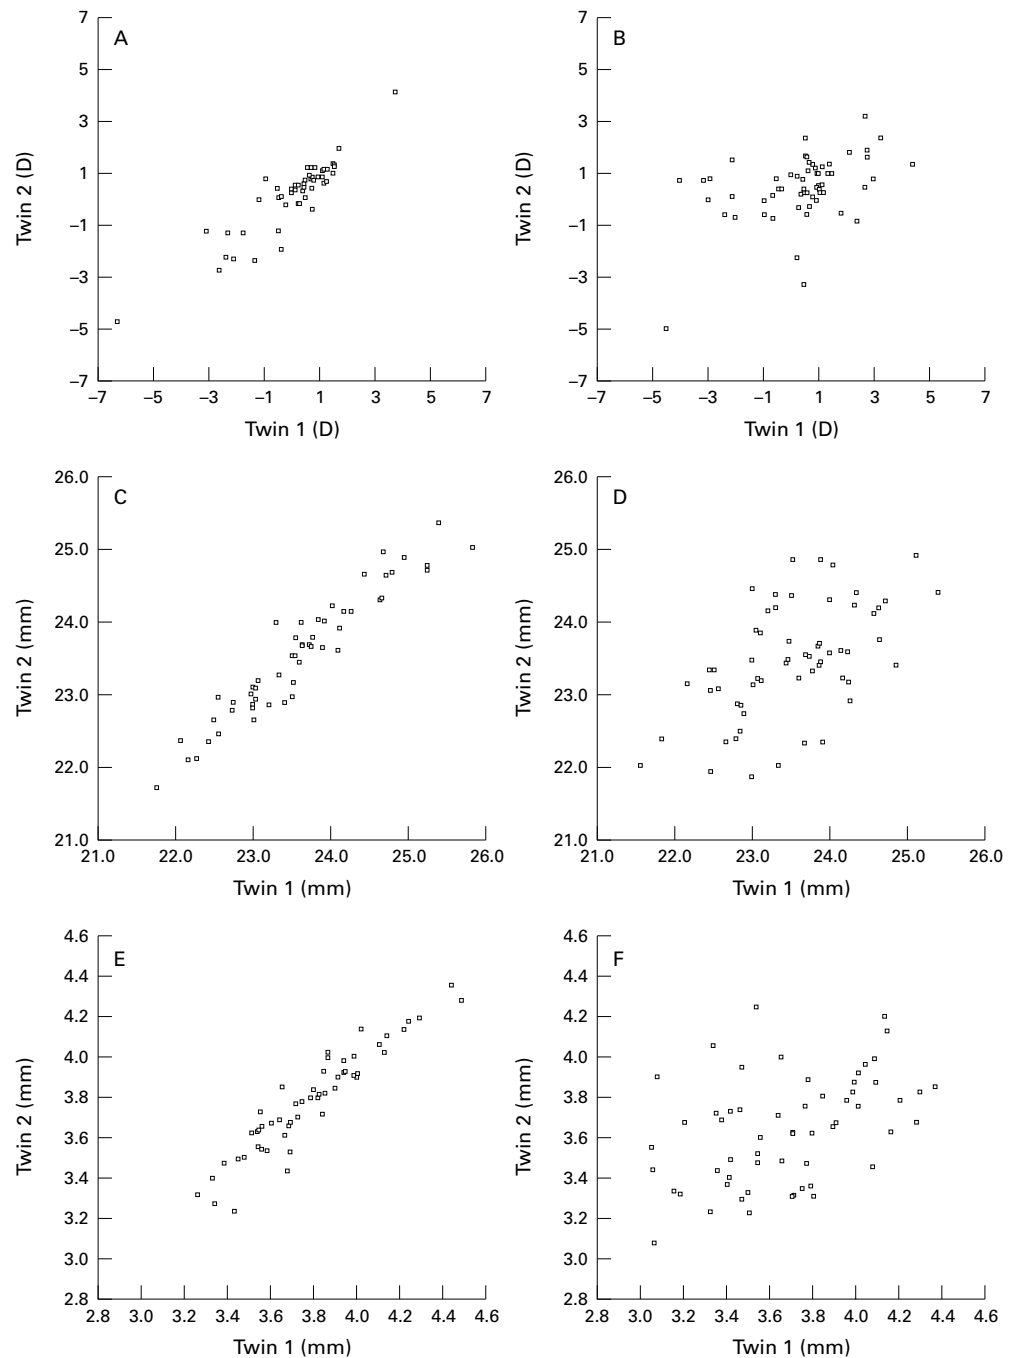 A
7
5
3
1
–1
–3
–5
–7
–7 –5 –3 –1 1 3 5 7
Twin 1 (D)
Twin 2 (D)
B
7
5
3
1
–1
–3
–5
–7
–7 –5 –3 –1 1 3 5 7
Twin 1 (D)
Twin 2 (D)
C
26.0
25.0
24.0
23.0
22.0
21.0
21.0 22.0 23.0 24.0 25.0 26.0
Twin 1 (mm)
Twin 2 (mm)
D
26.0
25.0
24.0
23.0
22.0
21.0
21.0 22.0 23.0 24.0 25.0 26.0
Twin 1 (mm)
Twin 2 (mm)
E
4.6
4.4
4.2
4.0
3.8
3.6
3.4
3.2
3.0
2.8
2.8 3.0 3.2 3.4 3.6 3.8 4.0 4.2 4.4 4.6
Twin 1 (mm)
Twin 2 (mm)
F
4.6
4.4
4.2
4.0
3.8
3.6
3.4
3.2
3.0
2.8
2.8 3.0 3.2 3.4 3.6 3.8 4.0 4.2 4.4 4.6
Twin 1 (mm)
Twin 2 (mm)